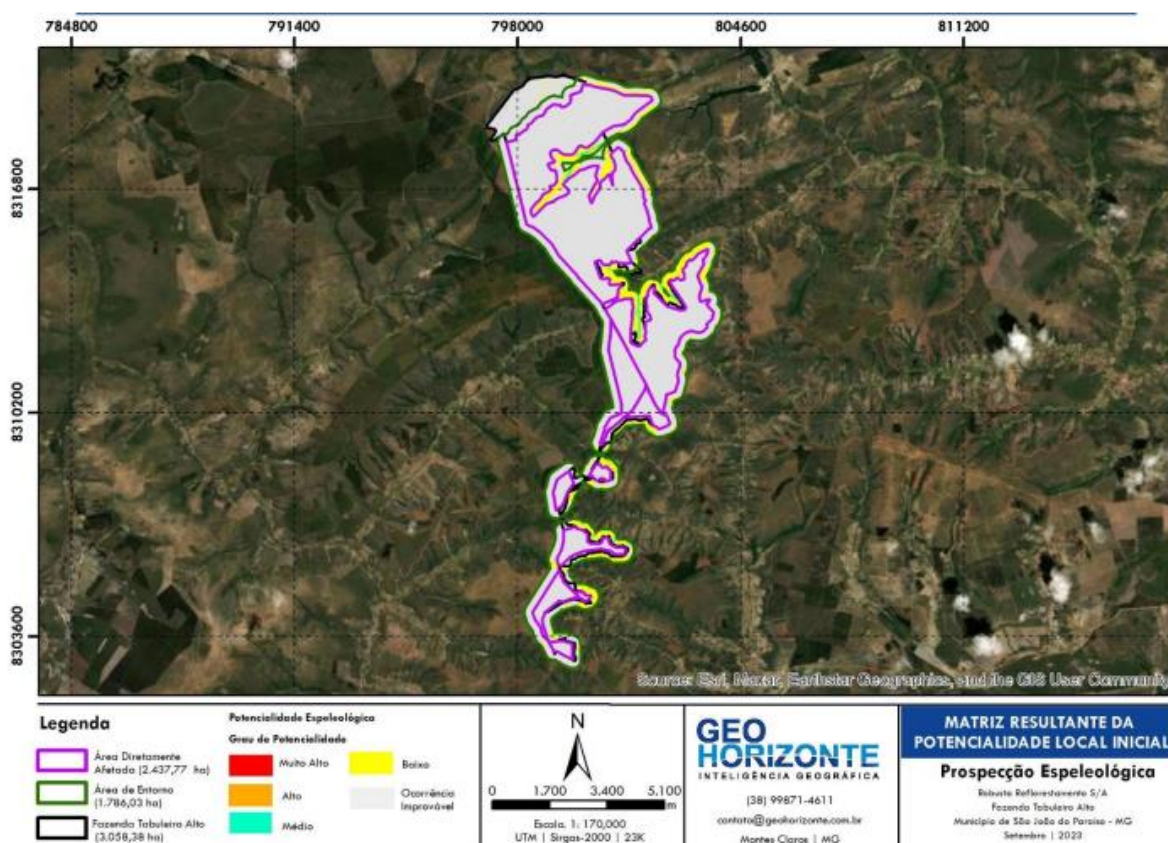 784800 791400 798000 804600 811200
8316800
8310200
8303600
Source: Esri, Maxar, Earthstar Geographics, and the GIS User Community
Legenda
Área Diretamente
Afetada (2.437,77 ha)
Área de Entorno
(1.786,03 ha)
Fazenda Tabuleiro Alto
(3.058,38 ha)
Potencialidade Espeleológica
Grau de Potencialidade
Muito Alto
Alto
Médio
Baixo
Ocorrência
Improvável
N
0 1,700 3,400 5,100
m
Escala. 1: 170,000
UTM | Sirgas-2000 | 23K
GEO
HORIZONTE
INTELIGÊNCIA GEOGRÁFICA
(38) 99871-4611
contato@geohorizonte.com.br
Montes Claros | MG
MATRIZ RESULTANTE DA
POTENCIALIDADE LOCAL INICIAL
Prospecção Espeleológica
Robusta Reflorestamento S/A
Fazenda Tabuleiro Alto
Município de São João do Paraíso - MG
Setembro | 2023